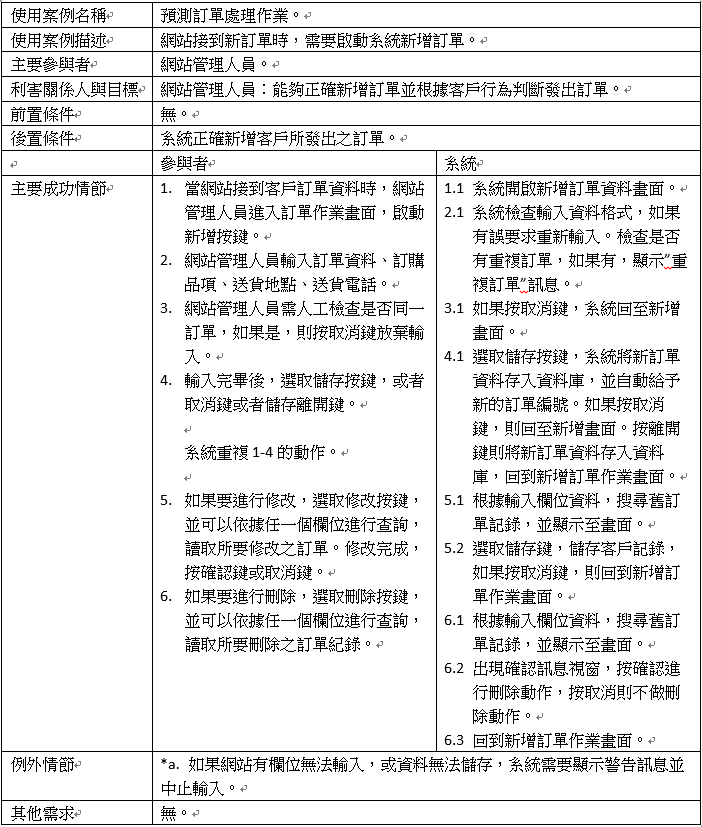 使用案例名稱 預測訂單處理作業。
使用案例描述 網站接到新訂單時，需要啟動系統新增訂單。
主要參與者 網站管理人員。
利害關係人與目標 網站管理人員：能夠正確新增訂單並根據客戶行為判斷發出訂單。
前置條件 無。
後置條件 系統正確新增客戶所發出之訂單。
參與者 系統
主要成功情節
1. 當網站接到客戶訂單資料時，網
站管理人員進入訂單作業畫面，啟動
新增按鍵。
2. 網站管理人員輸入訂單資料、訂購
品項、送貨地點、送貨電話。
3. 網站管理人員需人工檢查是否同一
訂單，如果是，則按取消鍵放棄輸
入。
4. 輸入完畢後，選取儲存按鍵，或者
取消鍵或者儲存離開鍵。
系統重複 1-4 的動作。
5. 如果要進行修改，選取修改按鍵，
並可以依據任一個欄位進行查詢，
讀取所要修改之訂單。修改完成，
按確認鍵或取消鍵。
6. 如果要進行刪除，選取刪除按鍵，
並可以依據任一個欄位進行查詢，
讀取所要刪除之訂單紀錄。
1.1 系統開啟新增訂單資料畫面。
2.1 系統檢查輸入資料格式，如果
有誤要求重新輸入。檢查是否
有重複訂單，如果有，顯示”重
複訂單”訊息。
3.1 如果按取消鍵，系統回至新增
畫面。
4.1 選取儲存按鍵，系統將新訂單
資料存入資料庫，並自動給予
新的訂單編號。如果按取消
鍵，則回至新增畫面。按離開
鍵則將新訂單資料存入資料
庫，回到新增訂單作業畫面。
5.1 根據輸入欄位資料，搜尋舊訂
單記錄，並顯示至畫面。
5.2 選取儲存鍵，儲存客戶記錄，
如果按取消鍵，則回到新增訂
單作業畫面。
6.1 根據輸入欄位資料，搜尋舊訂
單記錄，並顯示至畫面。
6.2 出現確認訊息視窗，按確認進
行刪除動作，按取消則不做刪
除動作。
6.3 回到新增訂單作業畫面。
例外情節 *a. 如果網站有欄位無法輸入，或資料無法儲存，系統需要顯示警告訊息並
中止輸入。
其他需求 無。